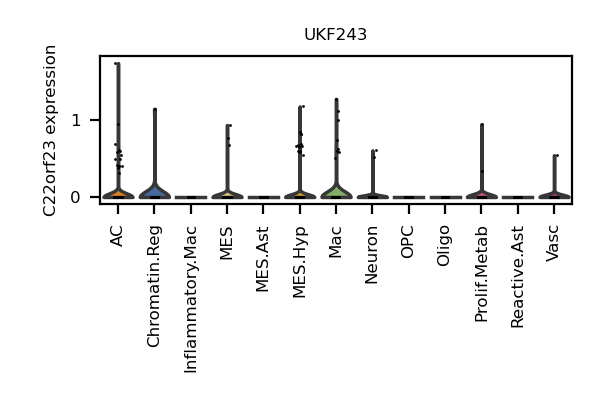 UKF243
C22orf23 expression
1
0
AC
Chromatin.Reg
Inflammatory.Mac
MES
MES.Ast
MES.Hyp
Mac
Neuron
OPC
Oligo
Prolif.Metab
Reactive.Ast
Vasc